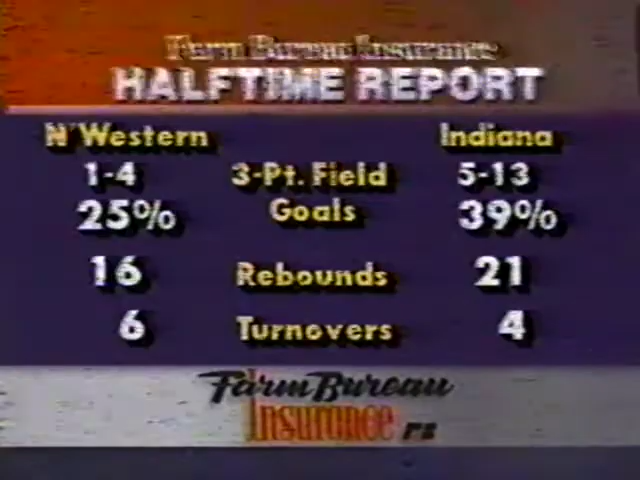 Farm Bureau Insurance
HALFTIME REPORT
N'Western Indiana
1-4 3-Pt. Field 5-13
25% Goals 39%
16 Rebounds 21
6 Turnovers 4
Farm Bureau
Insurance